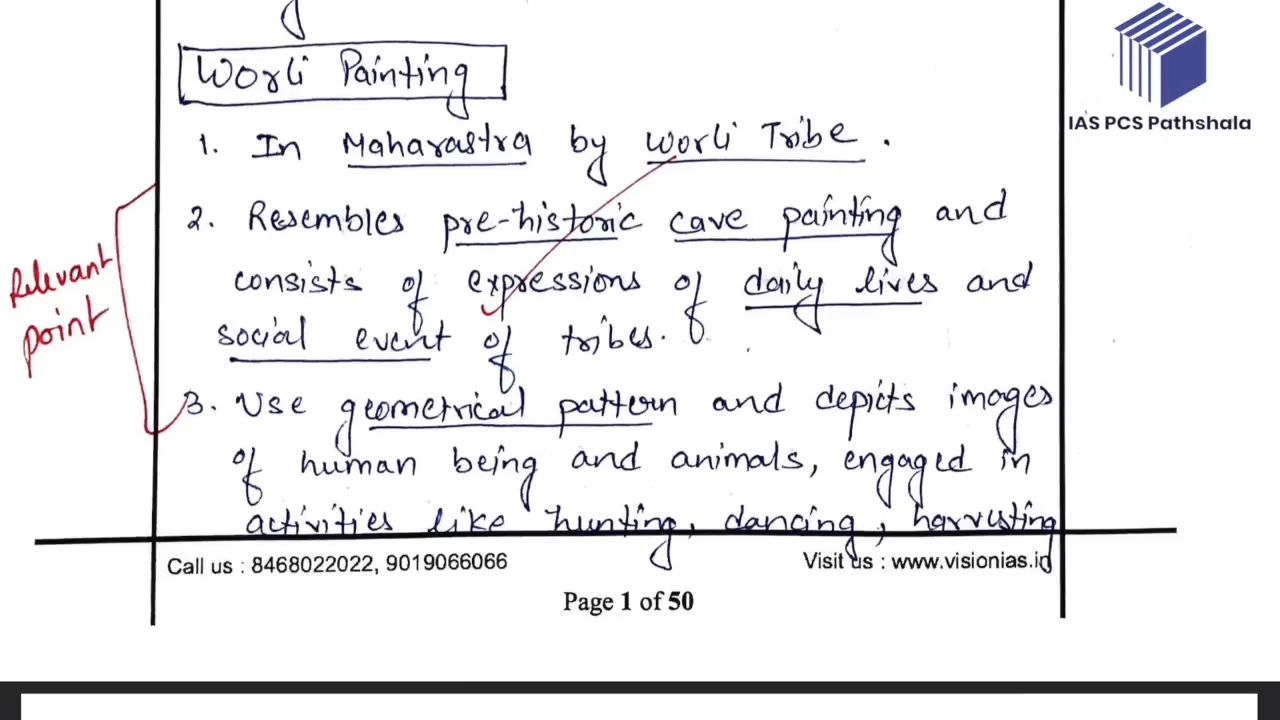 IAS PCS Pathshala
Worli Painting
1. In Maharastra by Worli Tribe.
2. Resembles pre-historic cave painting and
consists of expressions of daily lives and
social event of tribes.
3. Use geometrical pattern and depicts images
of human being and animals, engaged in
activities like hunting, dancing, harvesting
Relevant
point
Call us : 8468022022, 9019066066
Visit us : www.visionias.id
Page 1 of 50